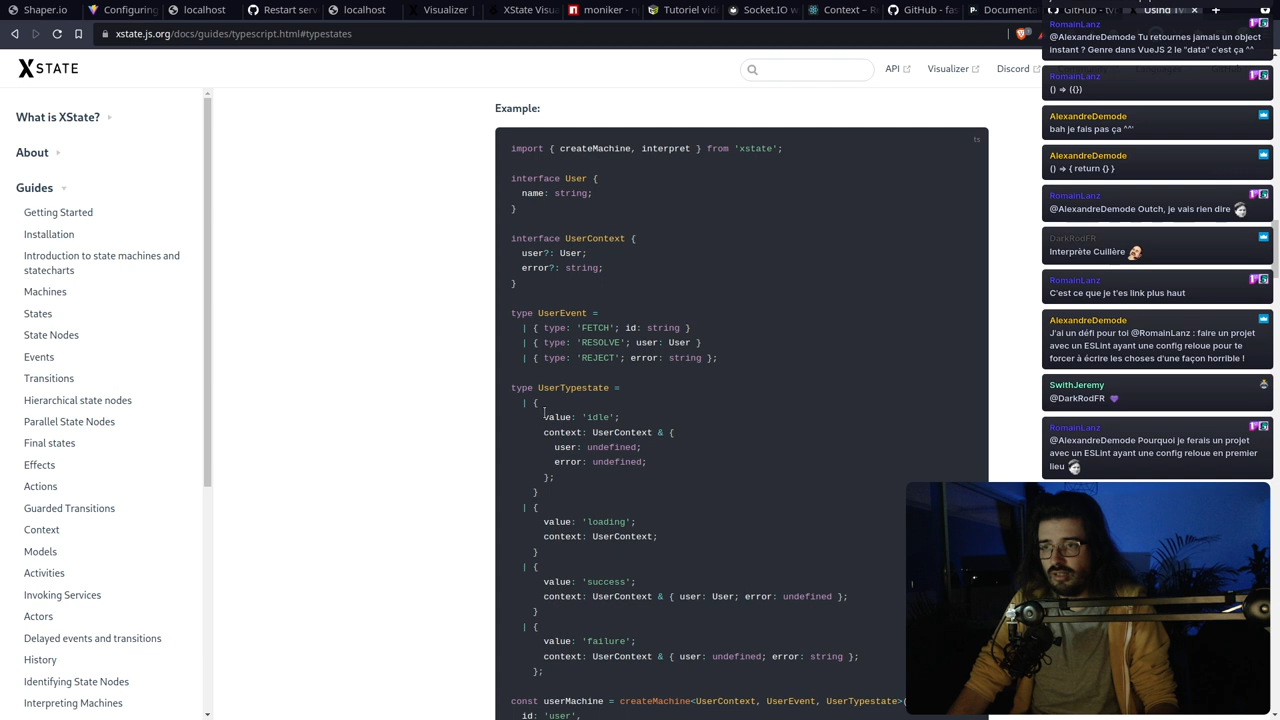 Shaper.io
Configuring
localhost
Restart serv
localhost
Visualizer
XState Visua
moniker - np
Tutoriel vidé
Socket.IO w
Context – Re
GitHub - fas
Documenta
GitHub - tyc
Using Ty
xstate.js.org/docs/guides/typescript.html#typestates
XSTATE
API
Visualizer
Discord
What is XState?
About
Guides
Getting Started
Installation
Introduction to state machines and
statecharts
Machines
States
State Nodes
Events
Transitions
Hierarchical state nodes
Parallel State Nodes
Final states
Effects
Actions
Guarded Transitions
Context
Models
Activities
Invoking Services
Actors
Delayed events and transitions
History
Identifying State Nodes
Interpreting Machines
Example:
ts
import { createMachine, interpret } from 'xstate';
interface User {
name: string;
}
interface UserContext {
user?: User;
error?: string;
}
type UserEvent =
| { type: 'FETCH'; id: string }
| { type: 'RESOLVE'; user: User }
| { type: 'REJECT'; error: string };
type UserTypestate =
| {
value: 'idle';
context: UserContext & {
user: undefined;
error: undefined;
};
}
| {
value: 'loading';
context: UserContext;
}
| {
value: 'success';
context: UserContext & { user: User; error: undefined };
}
| {
value: 'failure';
context: UserContext & { user: undefined; error: string };
};
const userMachine = createMachine<UserContext, UserEvent, UserTypestate>(
id: 'user',
RomainLanz
@AlexandreDemode Tu retournes jamais un object
instant ? Genre dans VueJS 2 le "data" c'est ça ^^
RomainLanz
() => ({})
AlexandreDemode
bah je fais pas ça ^^'
AlexandreDemode
() => { return {} }
RomainLanz
@AlexandreDemode Outch, je vais rien dire
DarkRodFR
Interprète Cuillère
RomainLanz
C'est ce que je t'es link plus haut
AlexandreDemode
J'ai un défi pour toi @RomainLanz : faire un projet
avec un ESLint ayant une config reloue pour te
forcer à écrire les choses d'une façon horrible !
SwithJeremy
@DarkRodFR
RomainLanz
@AlexandreDemode Pourquoi je ferais un projet
avec un ESLint ayant une config reloue en premier
lieu